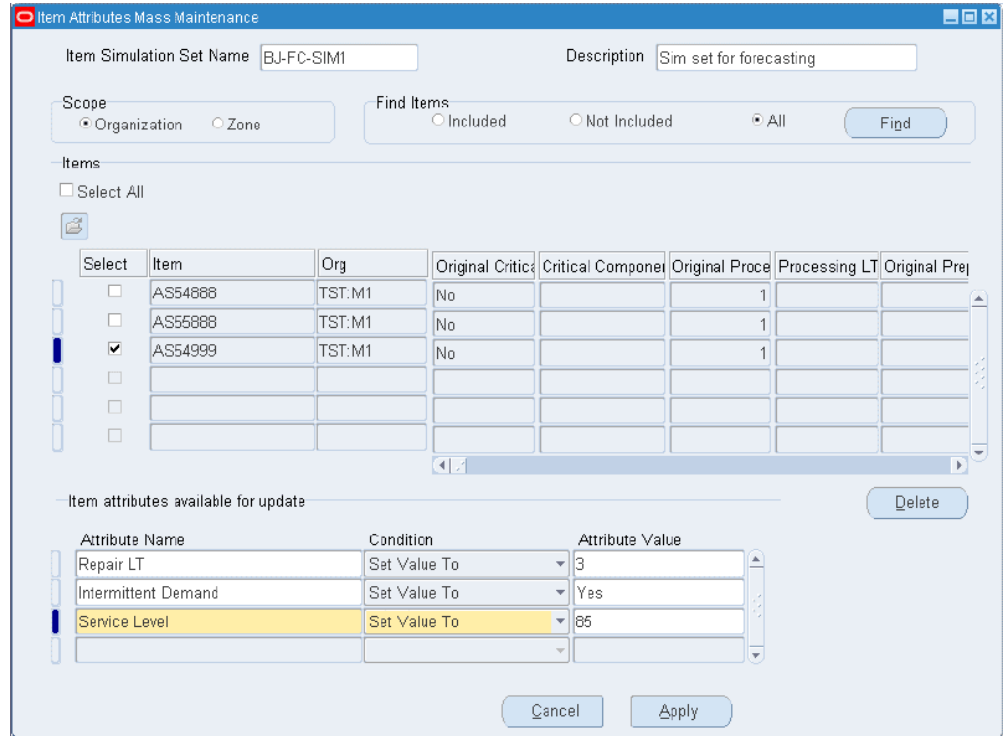 Item Attributes Mass Maintenance
Item Simulation Set Name BJ-FC-SIM1 Description Sim set for forecasting
Scope Find Items
Organization Zone Included Not Included All Find
Items
Select All
Select Item Org Original Critica Critical Componer Original Proce Processing LT Original Prep
AS54888 TST:M1 No 1
AS55888 TST:M1 No 1
AS54999 TST:M1 No 1
Item attributes available for update Delete
Attribute Name Condition Attribute Value
Repair LT Set Value To 3
Intermittent Demand Set Value To Yes
Service Level Set Value To 85
Cancel Apply